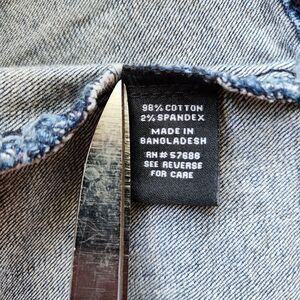 98% COTTON
2% SPANDEX
MADE IN
BANGLADESH
RN# 57688
SEE REVERSE
FOR CARE